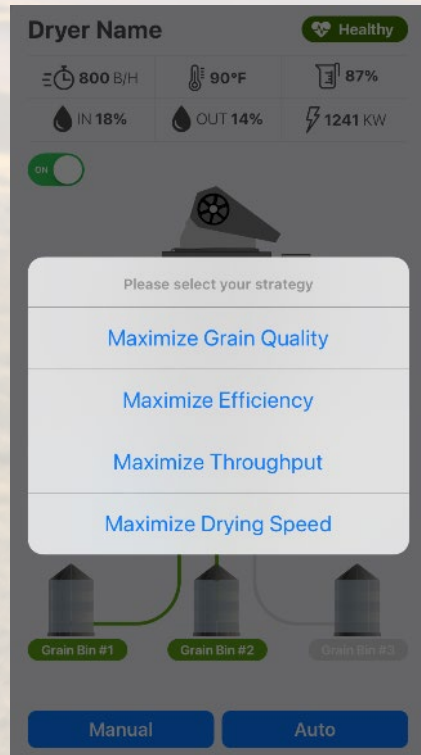 Dryer Name
Healthy
800 B/H
90°F
87%
IN 18%
OUT 14%
1241 KW
ON
Please select your strategy
Maximize Grain Quality
Maximize Efficiency
Maximize Throughput
Maximize Drying Speed
Grain Bin #1
Grain Bin #2
Grain Bin #3
Manual
Auto